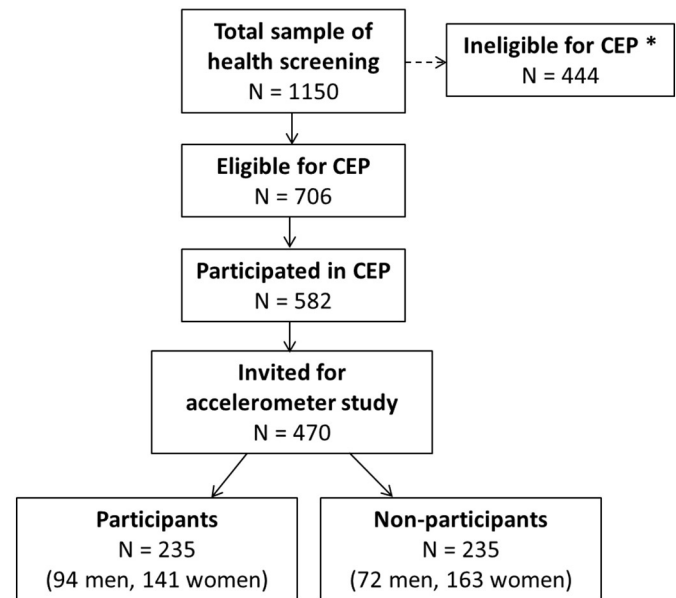 Total sample of
health screening
N = 1150
Ineligible for CEP *
N = 444
Eligible for CEP
N = 706
Participated in CEP
N = 582
Invited for
accelerometer study
N = 470
Participants
N = 235
(94 men, 141 women)
Non-participants
N = 235
(72 men, 163 women)